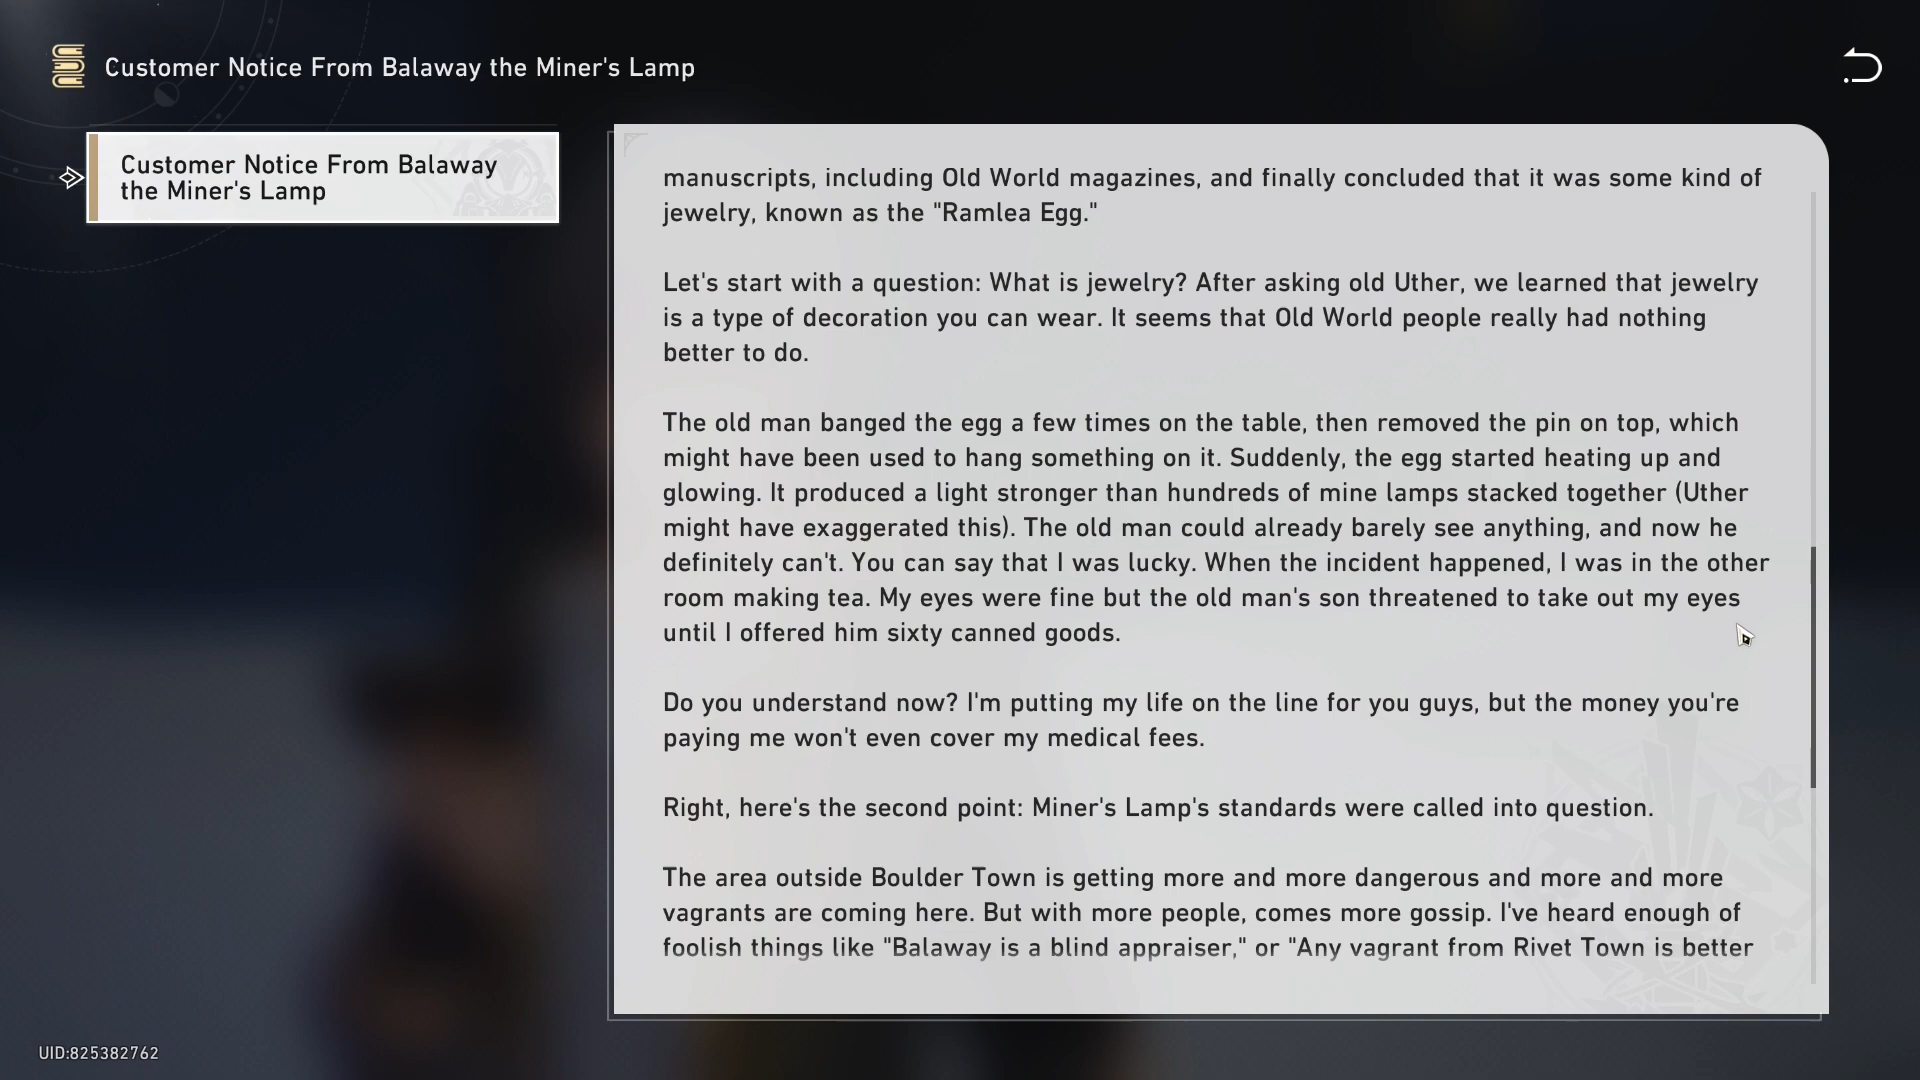 Customer Notice From Balaway the Miner's Lamp
Customer Notice From Balaway
the Miner's Lamp
manuscripts, including Old World magazines, and finally concluded that it was some kind of
jewelry, known as the "Ramlea Egg."
Let's start with a question: What is jewelry? After asking old Uther, we learned that jewelry
is a type of decoration you can wear. It seems that Old World people really had nothing
better to do.
The old man banged the egg a few times on the table, then removed the pin on top, which
might have been used to hang something on it. Suddenly, the egg started heating up and
glowing. It produced a light stronger than hundreds of mine lamps stacked together (Uther
might have exaggerated this). The old man could already barely see anything, and now he
definitely can't. You can say that I was lucky. When the incident happened, I was in the other
room making tea. My eyes were fine but the old man's son threatened to take out my eyes
until I offered him sixty canned goods.
Do you understand now? I'm putting my life on the line for you guys, but the money you're
paying me won't even cover my medical fees.
Right, here's the second point: Miner's Lamp's standards were called into question.
The area outside Boulder Town is getting more and more dangerous and more and more
vagrants are coming here. But with more people, comes more gossip. I've heard enough of
foolish things like "Balaway is a blind appraiser," or "Any vagrant from Rivet Town is better
UID:825382762